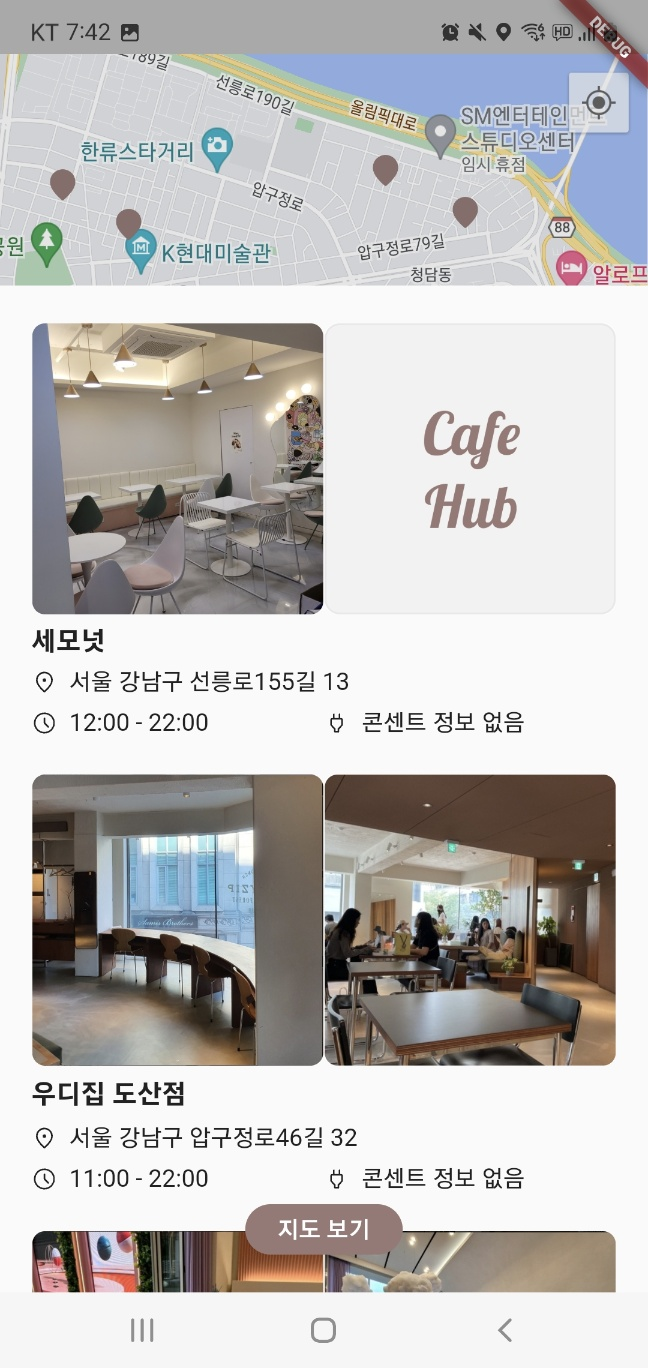 KT 7:42
HD
DEBUG
189길
선릉로190길
올림픽대로
SM엔터테인먼트
스튜디오센터
임시 휴점
한류스타거리
압구정로
88
공원
K현대미술관
압구정로79길
청담동
알로프
Cafe
Hub
세모넛
서울 강남구 선릉로155길 13
12:00 - 22:00
콘센트 정보 없음
우디집 도산점
서울 강남구 압구정로46길 32
11:00 - 22:00
콘센트 정보 없음
지도 보기